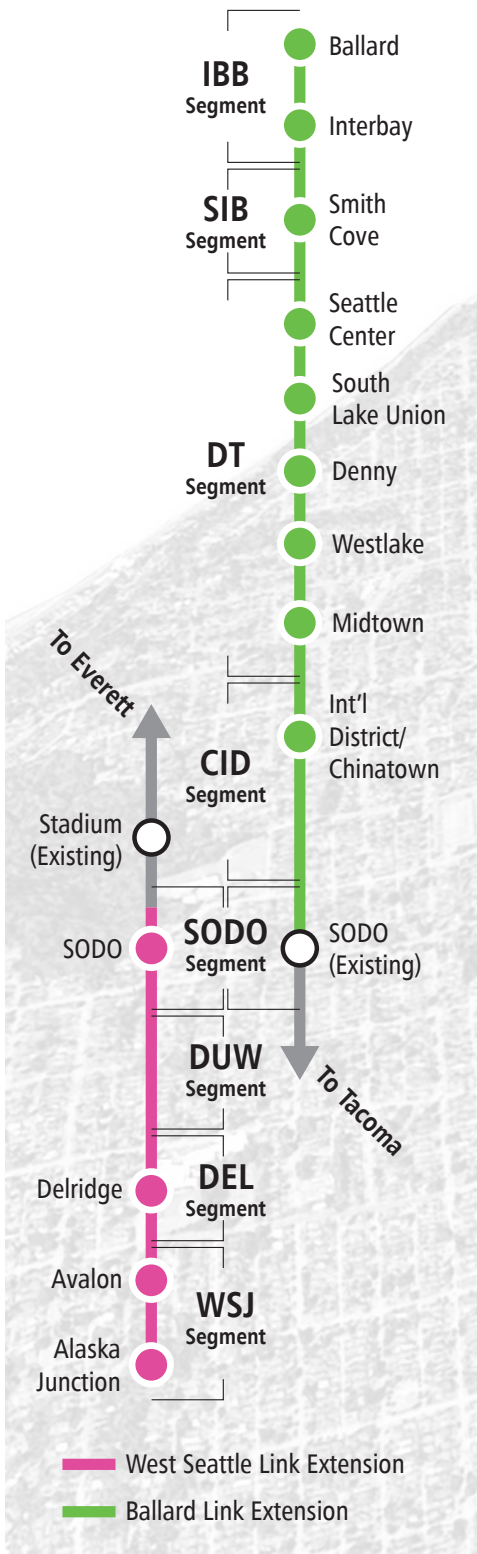 Ballard
IBB
Segment
Interbay
SIB
Segment
Smith
Cove
Seattle
Center
South
Lake Union
DT
Segment
Denny
Westlake
Midtown
To Everett
Int'l
District/
Chinatown
CID
Segment
Stadium
(Existing)
SODO
SODO
Segment
SODO
(Existing)
DUW
Segment
To Tacoma
Delridge
DEL
Segment
Avalon
WSJ
Segment
Alaska
Junction
West Seattle Link Extension
Ballard Link Extension